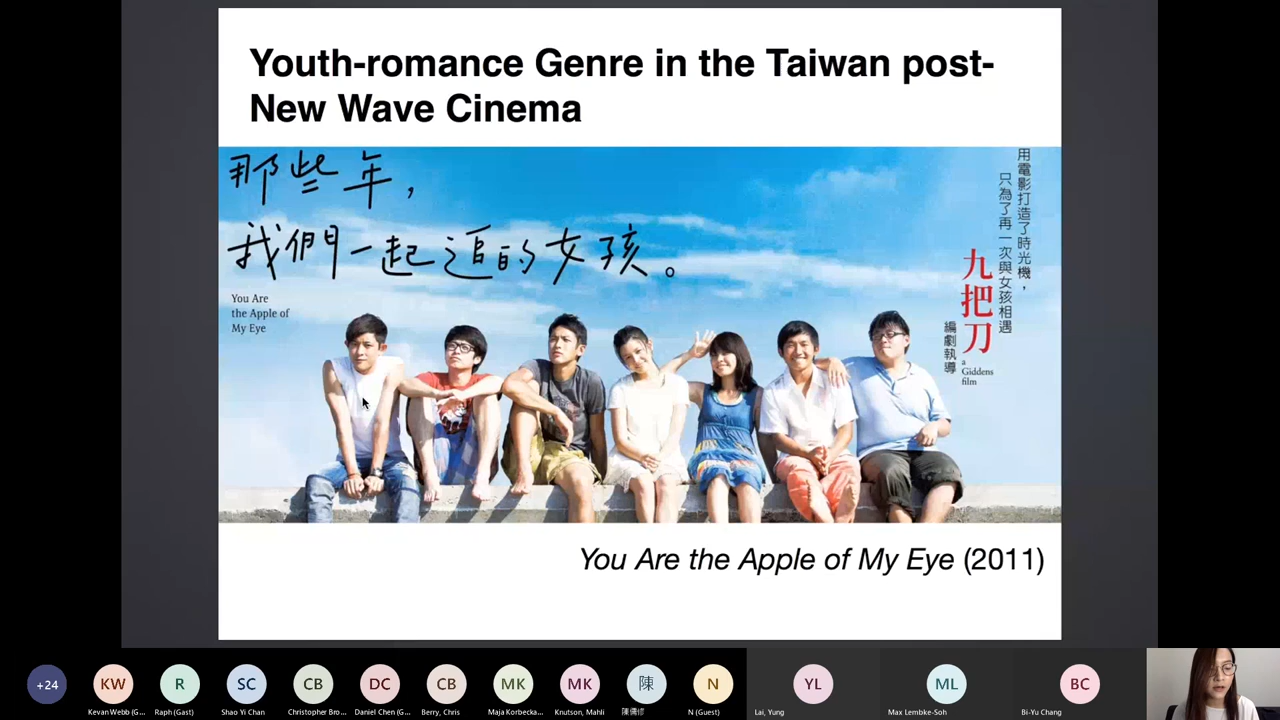 Youth-romance Genre in the Taiwan post-
New Wave Cinema
那些年，
我們一起追的女孩。
You Are
the Apple of
My Eye
用電影打造了時光機，
只為了再一次與女孩相遇
九把刀
編劇執導
a
Giddens
film
You Are the Apple of My Eye (2011)
+24
KW
R
SC
CB
DC
CB
MK
MK
陳
N
YL
ML
BC
Kevan Webb (G...
Raph (Gast)
Shao Yi Chan
Christopher Bro...
Daniel Chen (G...
Berry, Chris
Maja Korbecka...
Knutson, Mahli
N (Guest)
Lai, Yung
Max Lembke-Soh
Bi-Yu Chang